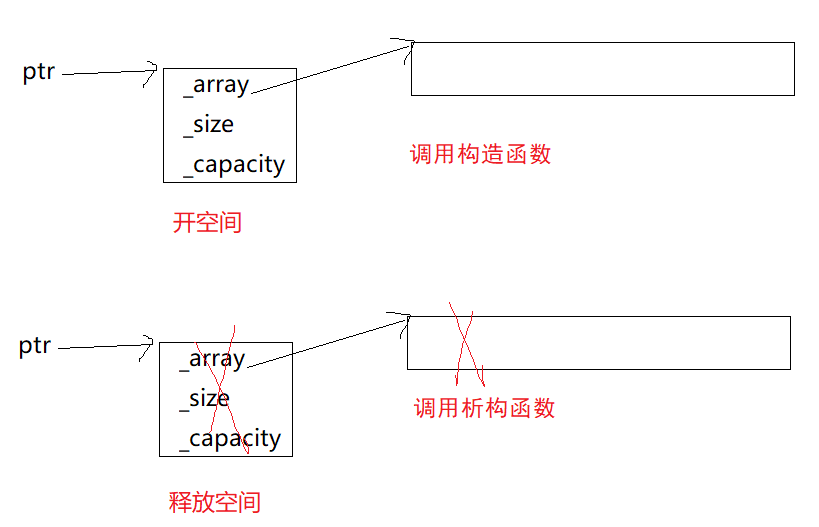 ptr
_array
_size
_capacity
调用构造函数
开空间
ptr
_array
_size
_capacity
调用析构函数
释放空间